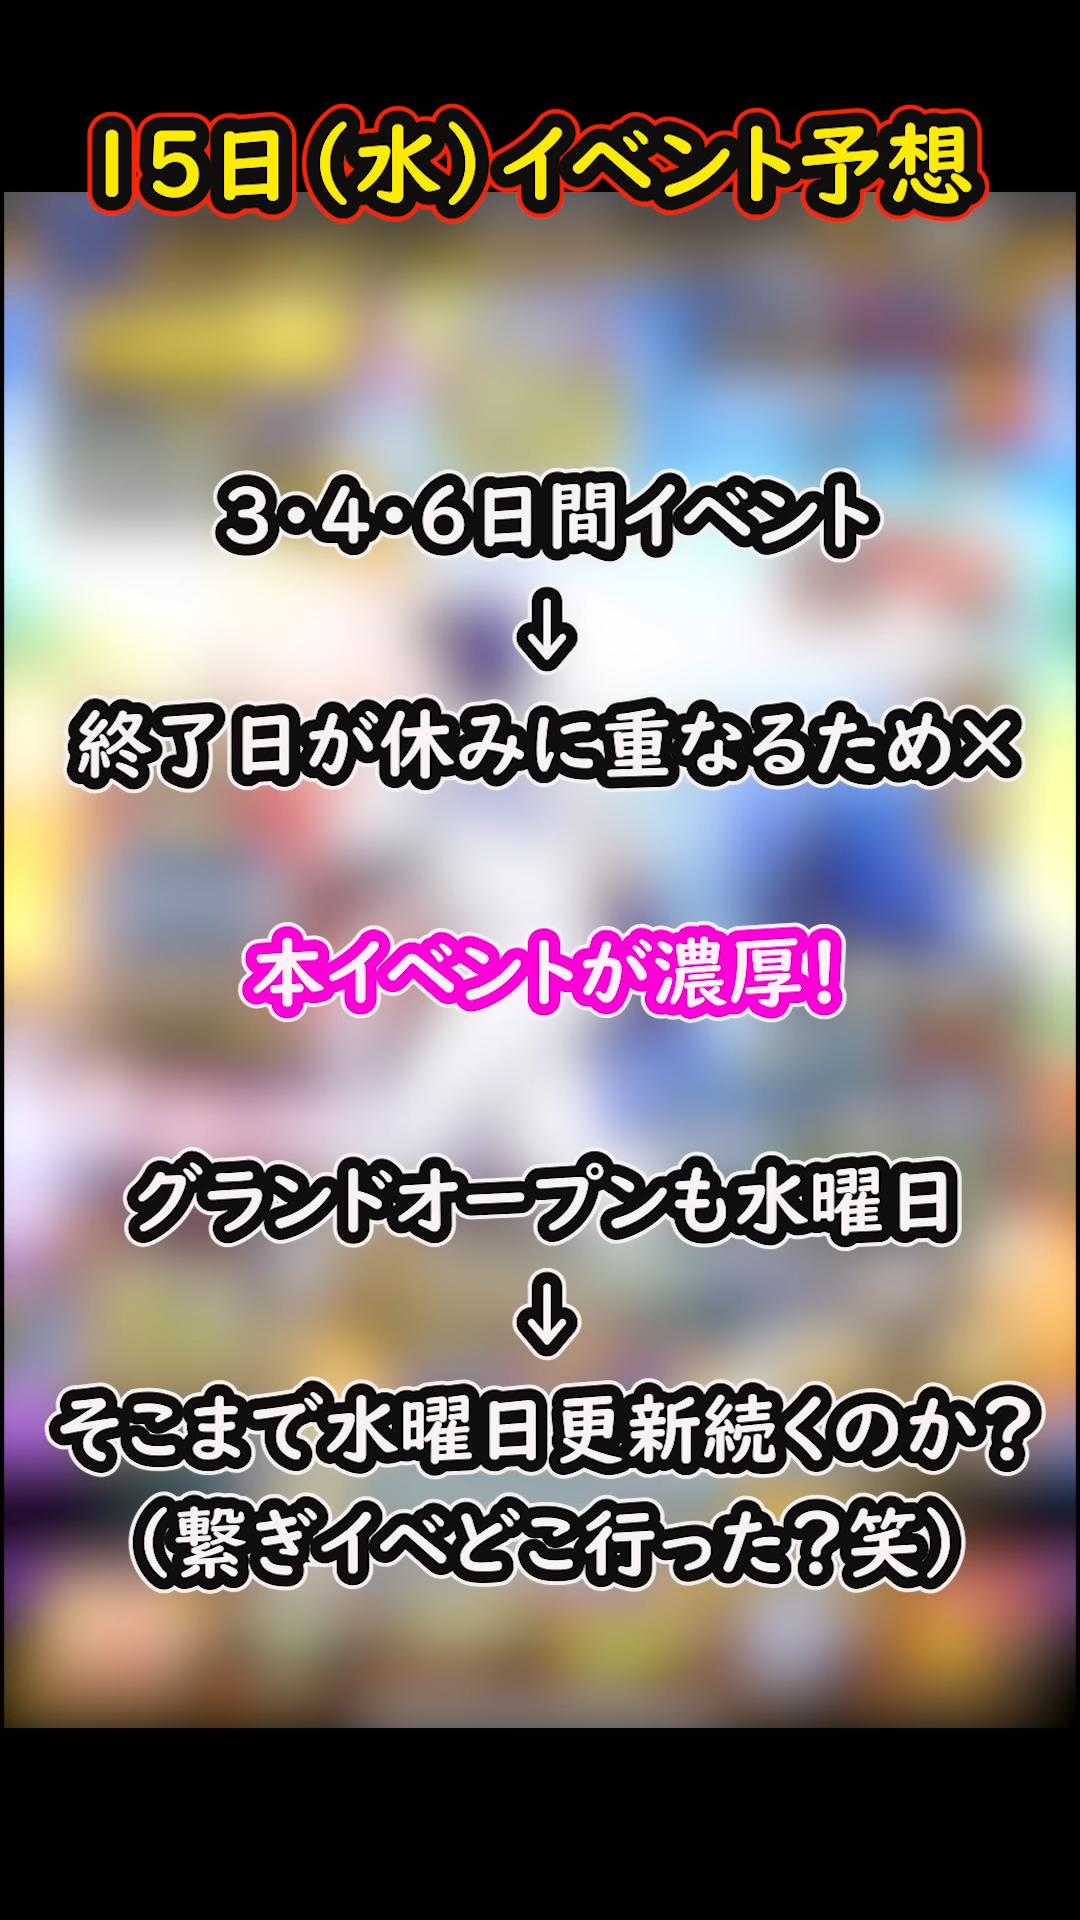 15日(水)イベント予想
3・4・6日間イベント
↓
終了日が休みに重なるため×
本イベントが濃厚!
グランドオープンも水曜日
↓
そこまで水曜日更新続くのか?
(繋ぎイベどこ行った?笑)